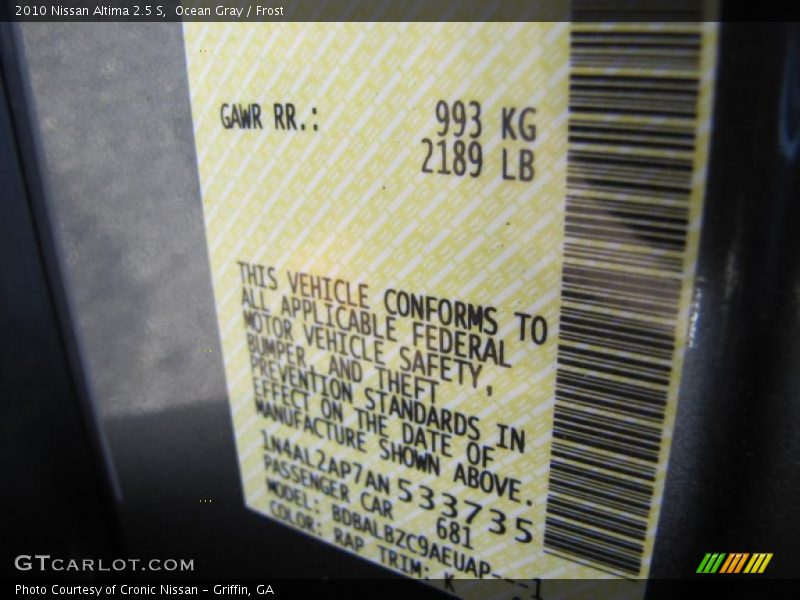 2010 Nissan Altima 2.5 S,  Ocean Gray / Frost
GAWR RR.: 993 KG
2189 LB
THIS VEHICLE CONFORMS TO
ALL APPLICABLE FEDERAL
MOTOR VEHICLE SAFETY,
BUMPER, AND THEFT
PREVENTION STANDARDS IN
EFFECT ON THE DATE OF
MANUFACTURE SHOWN ABOVE.
1N4AL2AP7AN533735
PASSENGER CAR 681
MODEL: BDBALBZC9AEUAP---1
COLOR: RAP TRIM: K
GTCARLOT.COM
Photo Courtesy of Cronic Nissan - Griffin, GA